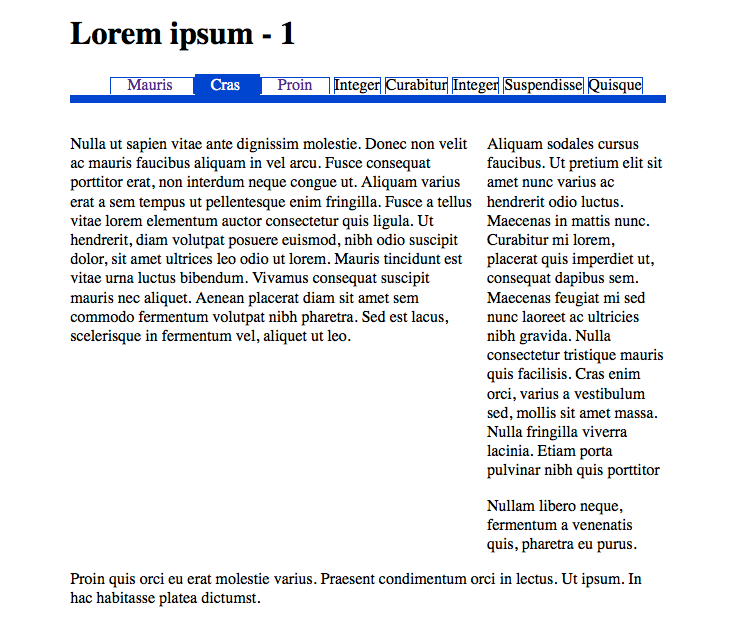 Lorem ipsum - 1
Mauris Cras Proin Integer Curabitur Integer Suspendisse Quisque
Nulla ut sapien vitae ante dignissim molestie. Donec non velit
ac mauris faucibus aliquam in vel arcu. Fusce consequat
porttitor erat, non interdum neque congue ut. Aliquam varius
erat a sem tempus ut pellentesque enim fringilla. Fusce a tellus
vitae lorem elementum auctor consectetur quis ligula. Ut
hendrerit, diam volutpat posuere euismod, nibh odio suscipit
dolor, sit amet ultrices leo odio ut lorem. Mauris tincidunt est
vitae urna luctus bibendum. Vivamus consequat suscipit
mauris nec aliquet. Aenean placerat diam sit amet sem
commodo fermentum volutpat nibh pharetra. Sed est lacus,
scelerisque in fermentum vel, aliquet ut leo.
Aliquam sodales cursus
faucibus. Ut pretium elit sit
amet nunc varius ac
hendrerit odio luctus.
Maecenas in mattis nunc.
Curabitur mi lorem,
placerat quis imperdiet ut,
consequat dapibus sem.
Maecenas feugiat mi sed
nunc laoreet ac ultricies
nibh gravida. Nulla
consectetur tristique mauris
quis facilisis. Cras enim
orci, varius a vestibulum
sed, mollis sit amet massa.
Nulla fringilla viverra
lacinia. Etiam porta
pulvinar nibh quis porttitor
Nullam libero neque,
fermentum a venenatis
quis, pharetra eu purus.
Proin quis orci eu erat molestie varius. Praesent condimentum orci in lectus. Ut ipsum. In
hac habitasse platea dictumst.